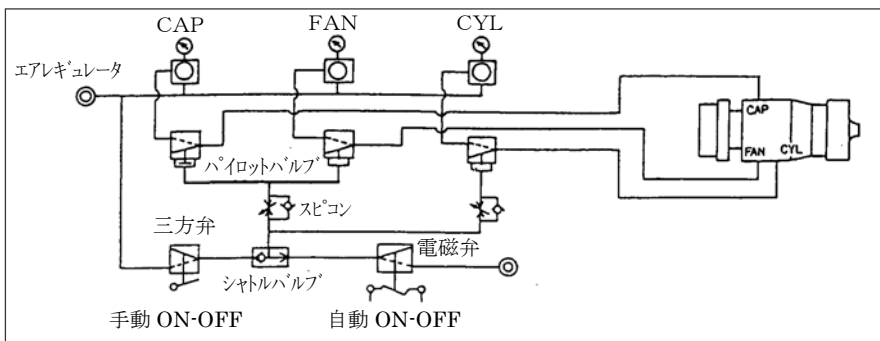 CAP FAN CYL
エアレギュレータ
CAP
FAN CYL
パイロットバルブ
スピコン
三方弁
電磁弁
シャトルバルブ
手動 ON-OFF 自動 ON-OFF